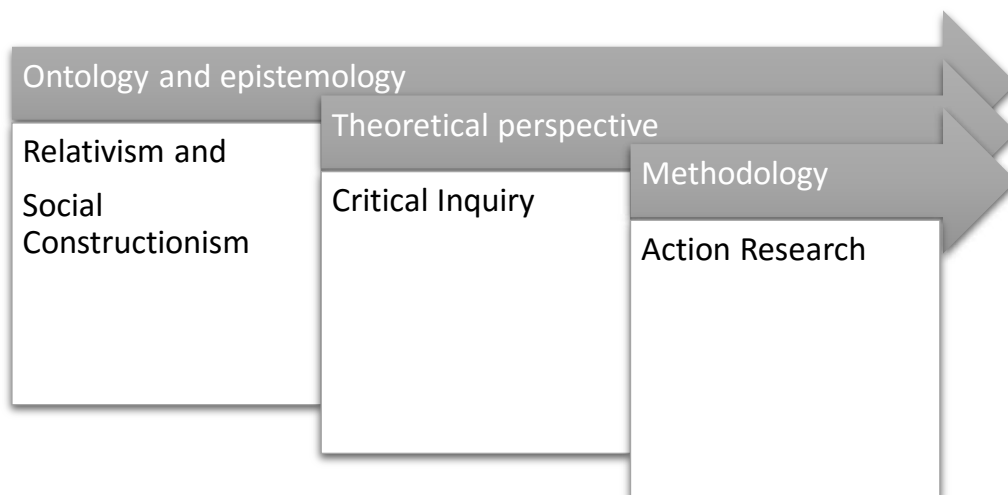 Ontology and epistemology
Relativism and
Social
Constructionism
Theoretical perspective
Critical Inquiry
Methodology
Action Research